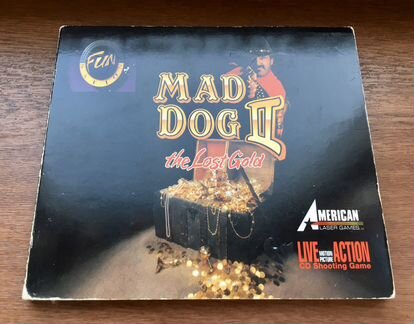 Fun
MAD
DOG II
the Lost Gold
AMERICAN
LASER GAMES
LIVE MOTION PICTURE ACTION
CD Shooting Game